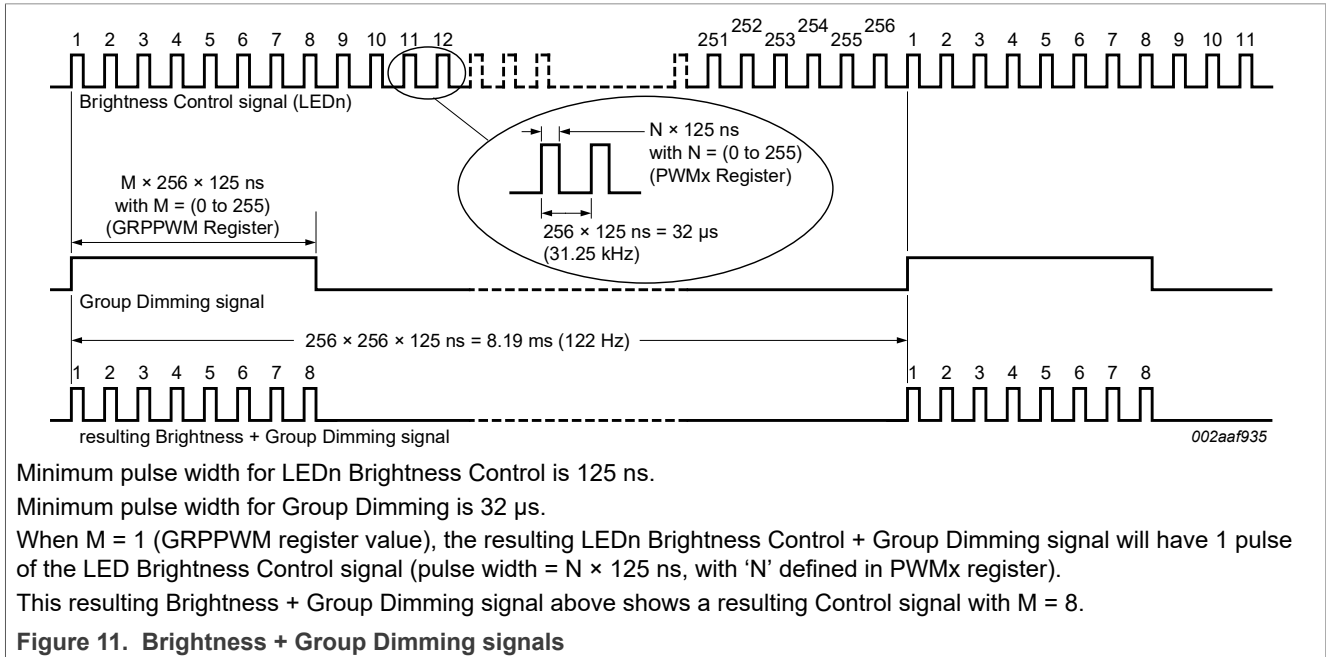 1 2 3 4 5 6 7 8 9 10 11 12 251 252 253 254 255 256 1 2 3 4 5 6 7 8 9 10 11
Brightness Control signal (LEDn)
N × 125 ns
with N = (0 to 255)
(PWMx Register)
M × 256 × 125 ns
with M = (0 to 255)
(GRPPWM Register)
256 × 125 ns = 32 μs
(31.25 kHz)
Group Dimming signal
256 × 256 × 125 ns = 8.19 ms (122 Hz)
1 2 3 4 5 6 7 8 1 2 3 4 5 6 7 8
resulting Brightness + Group Dimming signal
002aaf935
Minimum pulse width for LEDn Brightness Control is 125 ns.
Minimum pulse width for Group Dimming is 32 μs.
When M = 1 (GRPPWM register value), the resulting LEDn Brightness Control + Group Dimming signal will have 1 pulse
of the LED Brightness Control signal (pulse width = N × 125 ns, with ‘N’ defined in PWMx register).
This resulting Brightness + Group Dimming signal above shows a resulting Control signal with M = 8.
Figure 11. Brightness + Group Dimming signals